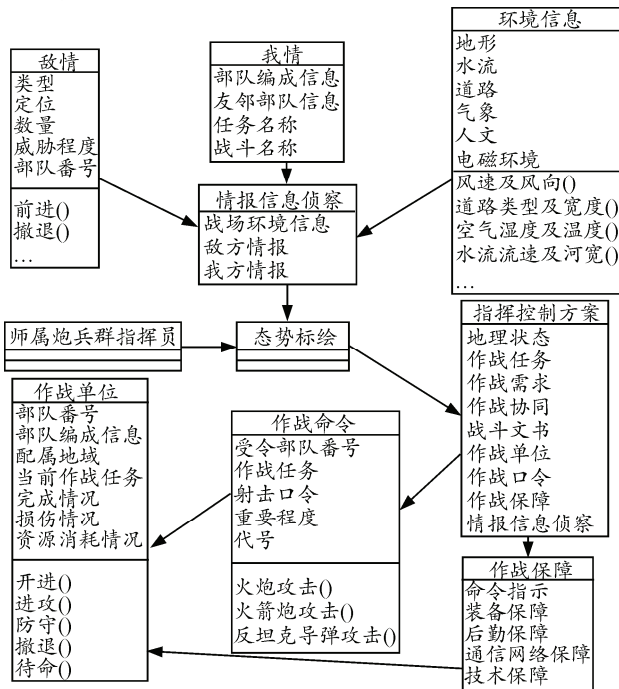 敌情
类型
定位
数量
威胁程度
部队番号
前进()
撤退()
…
我情
部队编成信息
友邻部队信息
任务名称
战斗名称
环境信息
地形
水流
道路
气象
人文
电磁环境
风速及风向()
道路类型及宽度()
空气湿度及温度()
水流流速及河宽()
…
情报信息侦察
战场环境信息
敌方情报
我方情报
师属炮兵群指挥员
态势标绘
指挥控制方案
地理状态
作战任务
作战需求
作战协同
战斗文书
作战单位
作战口令
作战保障
情报信息侦察
作战单位
部队番号
部队编成信息
配属地域
当前作战任务
完成情况
损伤情况
资源消耗情况
开进()
进攻()
防守()
撤退()
待命()
作战命令
受令部队番号
作战任务
射击口令
重要程度
代号
火炮攻击()
火箭炮攻击()
反坦克导弹攻击()
作战保障
命令指示
装备保障
后勤保障
通信网络保障
技术保障